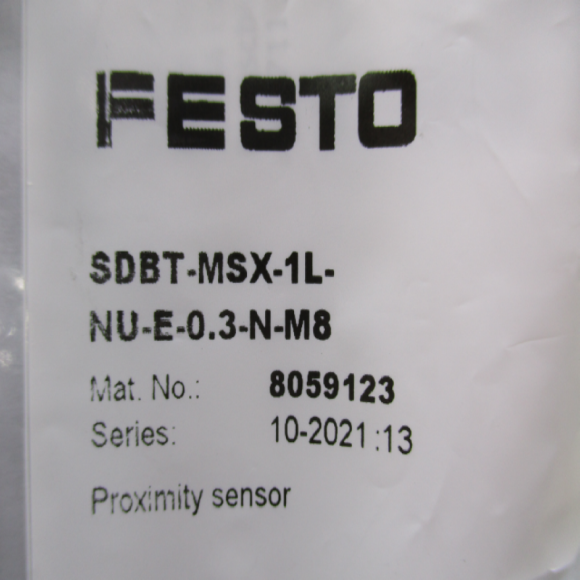 FESTO
SDBT-MSX-1L-
NU-E-0.3-N-M8
Mat. No.: 8059123
Series: 10-2021 :13
Proximity sensor